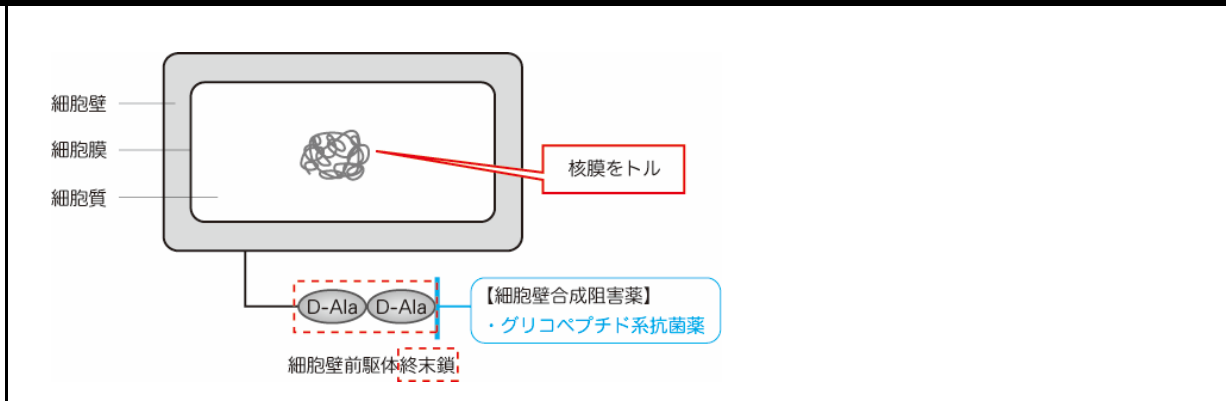 細胞壁
細胞膜
細胞質
核膜をトル
D-Ala D-Ala
【細胞壁合成阻害薬】
・グリコペプチド系抗菌薬
細胞壁前駆体終末鎖